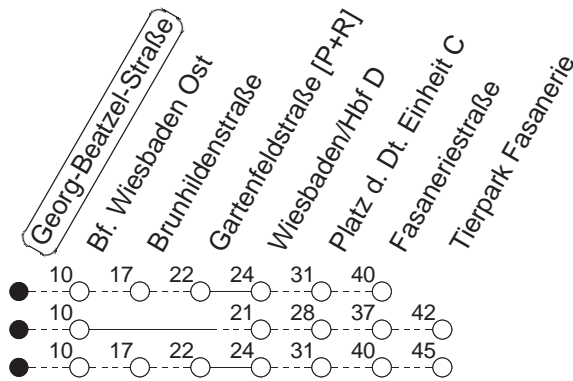 Georg-Beatzel-Straße
Bf. Wiesbaden Ost
Brunhildenstraße
Gartenfeldstraße [P+R]
Wiesbaden/Hbf D
Platz d. Dt. Einheit C
Fasaneriestraße
Tierpark Fasanerie
10 17 22 24 31 40
10 21 28 37 42
10 17 22 24 31 40 45